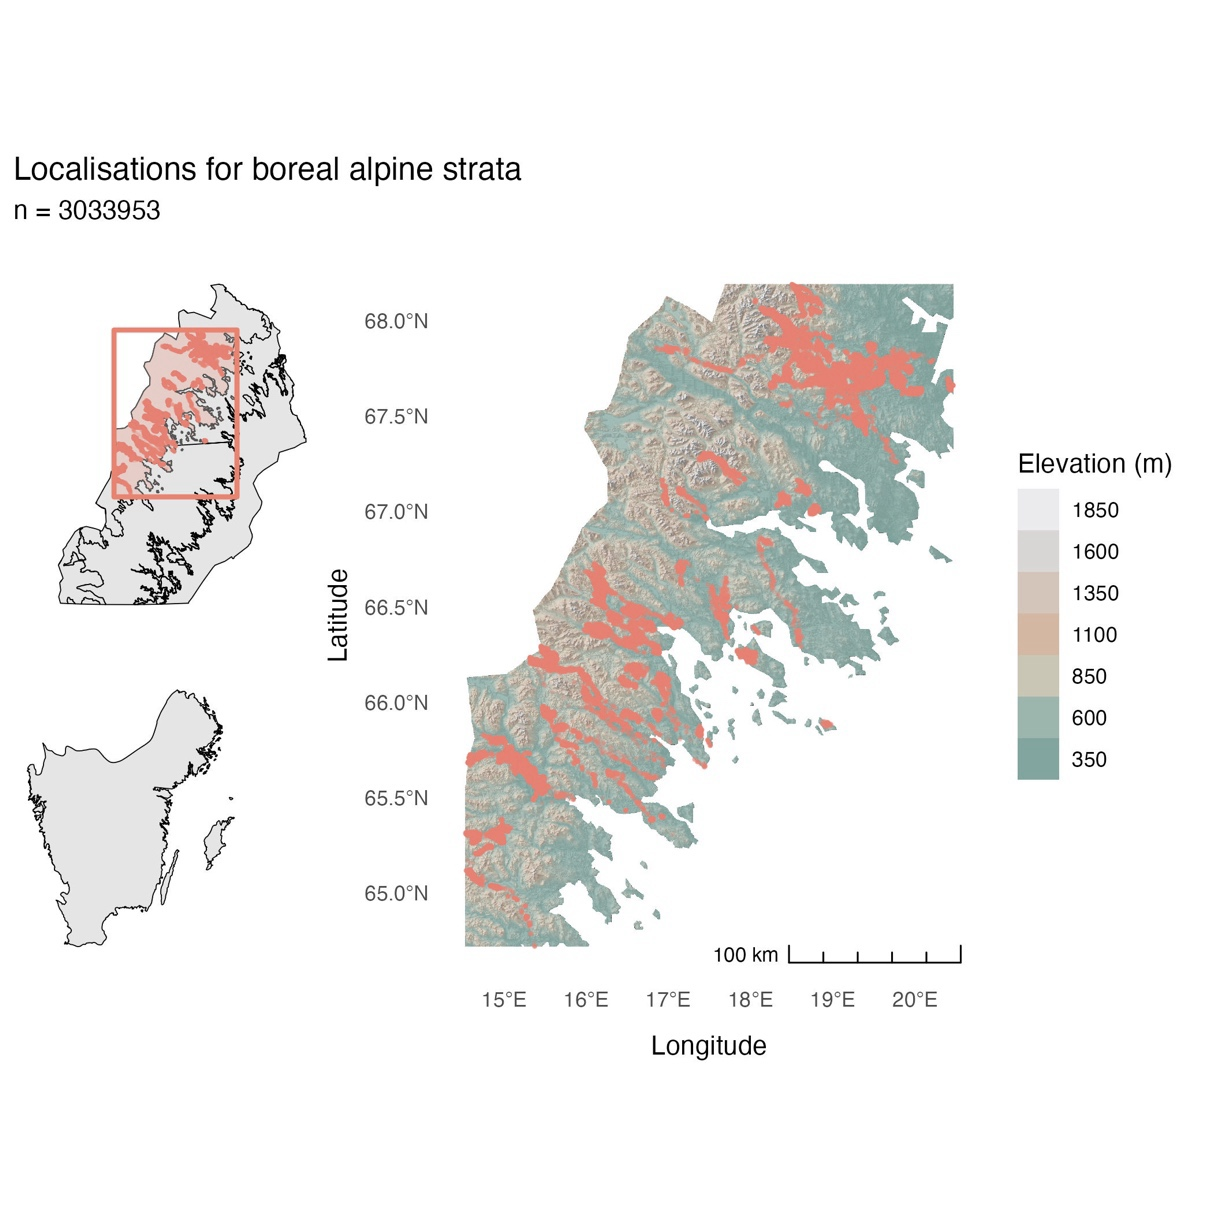 Localisations for boreal alpine strata
n = 3033953
68.0°N
67.5°N
67.0°N
66.5°N
66.0°N
65.5°N
65.0°N
Latitude
100 km
15°E 16°E 17°E 18°E 19°E 20°E
Longitude
Elevation (m)
1850
1600
1350
1100
850
600
350